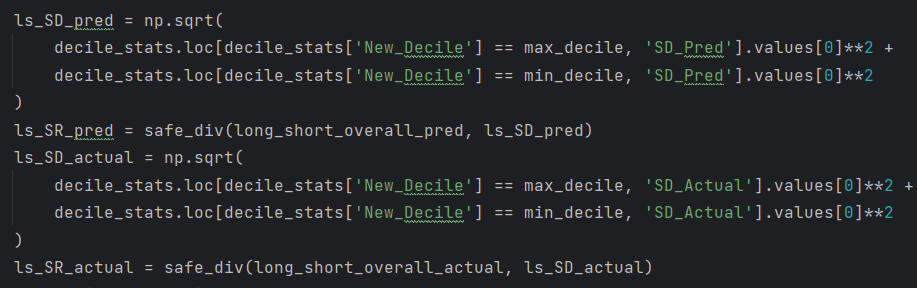 ls_SD_pred = np.sqrt(
    decile_stats.loc[decile_stats['New_Decile'] == max_decile, 'SD_Pred'].values[0]**2 +
    decile_stats.loc[decile_stats['New_Decile'] == min_decile, 'SD_Pred'].values[0]**2
)
ls_SR_pred = safe_div(long_short_overall_pred, ls_SD_pred)
ls_SD_actual = np.sqrt(
    decile_stats.loc[decile_stats['New_Decile'] == max_decile, 'SD_Actual'].values[0]**2 +
    decile_stats.loc[decile_stats['New_Decile'] == min_decile, 'SD_Actual'].values[0]**2
)
ls_SR_actual = safe_div(long_short_overall_actual, ls_SD_actual)